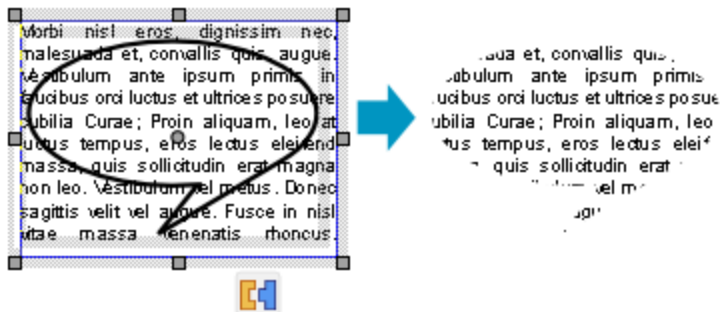 Morbi nisl eros, dignissim nec,
malesuada et, convallis quis, augue.
Vestibulum ante ipsum primis in
faucibus orci luctus et ultrices posuere
cubilia Curae; Proin aliquam, leo at
luctus tempus, eros lectus eleifend
massa, quis sollicitudin erat magna
non leo. Vestibulum vel metus. Donec
sagittis velit vel augue. Fusce in nisl
vitae massa venenatis rhoncus.
uada et, convallis quis,
tibulum ante ipsum primis
ucibus orci luctus et ultrices posue
ubilia Curae; Proin aliquam, leo
tus tempus, eros lectus eleif
quis sollicitudin erat
vel